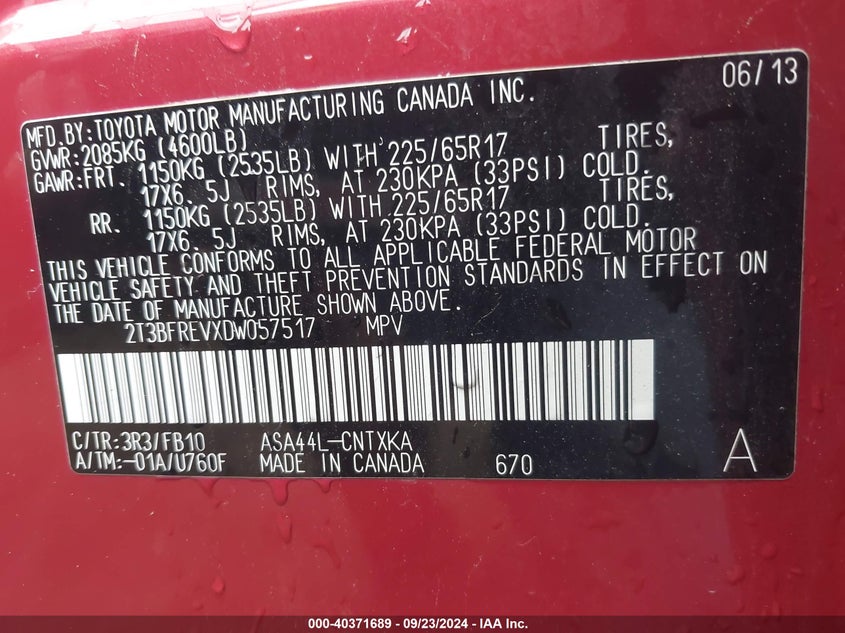 06/13
MFD.BY:TOYOTA MOTOR MANUFACTURING CANADA INC.
GVWR:2085KG (4600LB)
GAWR:FRT. 1150KG (2535LB) WITH 225/65R17 TIRES,
17X6. 5J RIMS, AT 230KPA (33PSI) COLD.
RR. 1150KG (2535LB) WITH 225/65R17 TIRES,
17X6. 5J RIMS, AT 230KPA (33PSI) COLD.
THIS VEHICLE CONFORMS TO ALL APPLICABLE FEDERAL MOTOR
VEHICLE SAFETY AND THEFT PREVENTION STANDARDS IN EFFECT ON
THE DATE OF MANUFACTURE SHOWN ABOVE.
2T3BFREVXDW057517 MPV
C/TR:3R3/FB10 ASA44L-CNTXKA
A/TM:-01A/U760F MADE IN CANADA 670 A
000-40371689 - 09/23/2024 - IAA Inc.